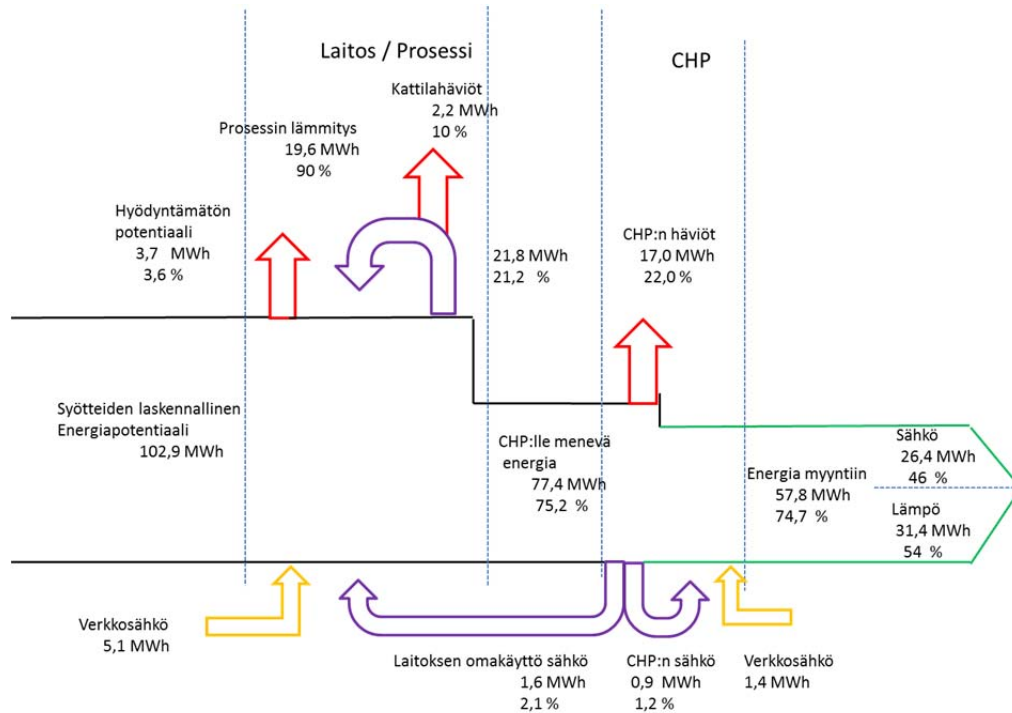 Laitos / Prosessi
CHP
Kattilahäviöt
2,2 MWh
10 %
Prosessin lämmitys
19,6 MWh
90 %
Hyödyntämätön
potentiaali
3,7 MWh
3,6 %
21,8 MWh
21,2 %
CHP:n häviöt
17,0 MWh
22,0 %
Syötteiden laskennallinen
Energiapotentiaali
102,9 MWh
CHP:lle menevä
energia
77,4 MWh
75,2 %
Energia myyntiin
57,8 MWh
74,7 %
Sähkö
26,4 MWh
46 %
Lämpö
31,4 MWh
54 %
Verkkosähkö
5,1 MWh
Laitoksen omakäyttö sähkö
1,6 MWh
2,1 %
CHP:n sähkö
0,9 MWh
1,2 %
Verkkosähkö
1,4 MWh